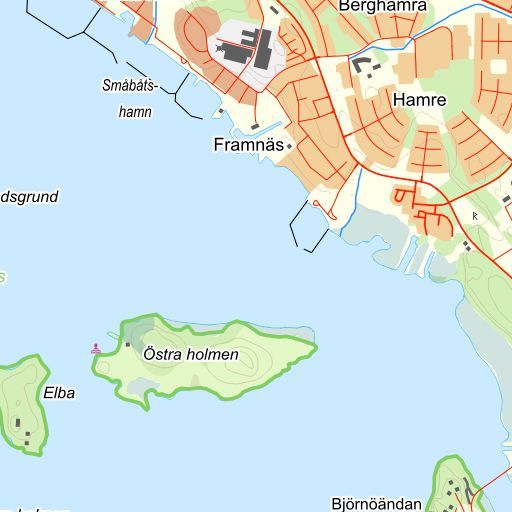 Berghamra
Småbåts-
hamn
Hamre
Framnäs
dsgrund
R
Östra holmen
Elba
Björnöändan